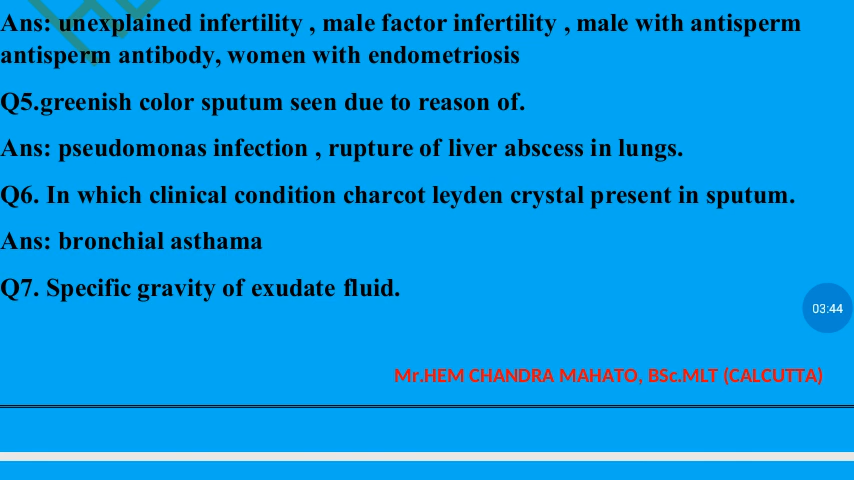 Ans: unexplained infertility , male factor infertility , male with antisperm
antisperm antibody, women with endometriosis
Q5.greenish color sputum seen due to reason of.
Ans: pseudomonas infection , rupture of liver abscess in lungs.
Q6. In which clinical condition charcot leyden crystal present in sputum.
Ans: bronchial asthama
Q7. Specific gravity of exudate fluid.
03:44
Mr.HEM CHANDRA MAHATO, BSc.MLT (CALCUTTA)